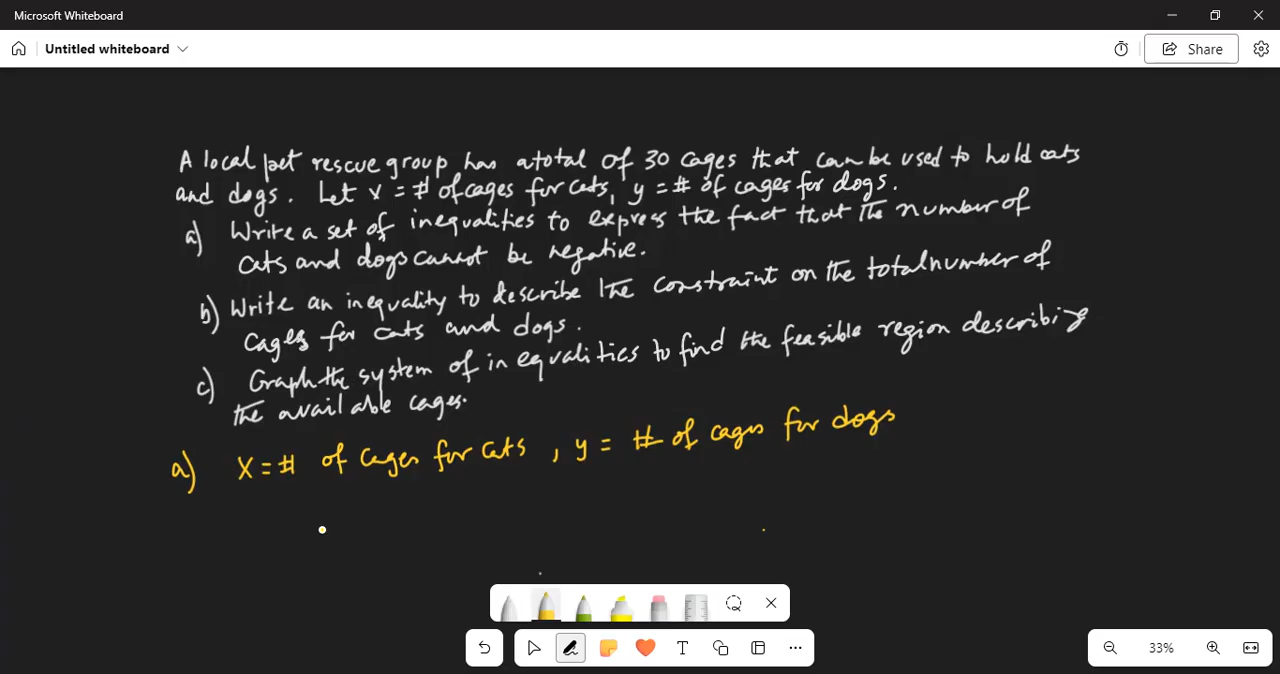 Microsoft Whiteboard
Untitled whiteboard
Share
A local pet rescue group has a total of 30 cages that can be used to hold cats
and dogs. Let x = # of cages for cats, y = # of cages for dogs.
a) Write a set of inequalities to express the fact that the number of
cats and dogs cannot be negative.
b) Write an inequality to describe the constraint on the total number of
cages for cats and dogs.
c) Graph the system of inequalities to find the feasible region describing
the available cages.
a) x = # of cages for cats, y = # of cages for dogs
33%